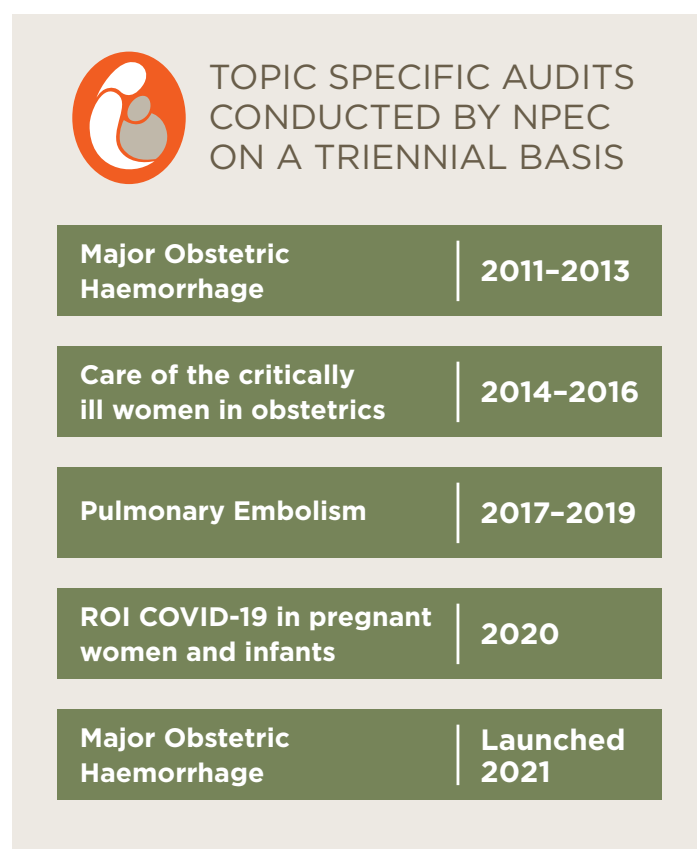 TOPIC SPECIFIC AUDITS
CONDUCTED BY NPEC
ON A TRIENNIAL BASIS
Major Obstetric
Haemorrhage
2011–2013
Care of the critically
ill women in obstetrics
2014–2016
Pulmonary Embolism
2017–2019
ROI COVID-19 in pregnant
women and infants
2020
Major Obstetric
Haemorrhage
Launched
2021